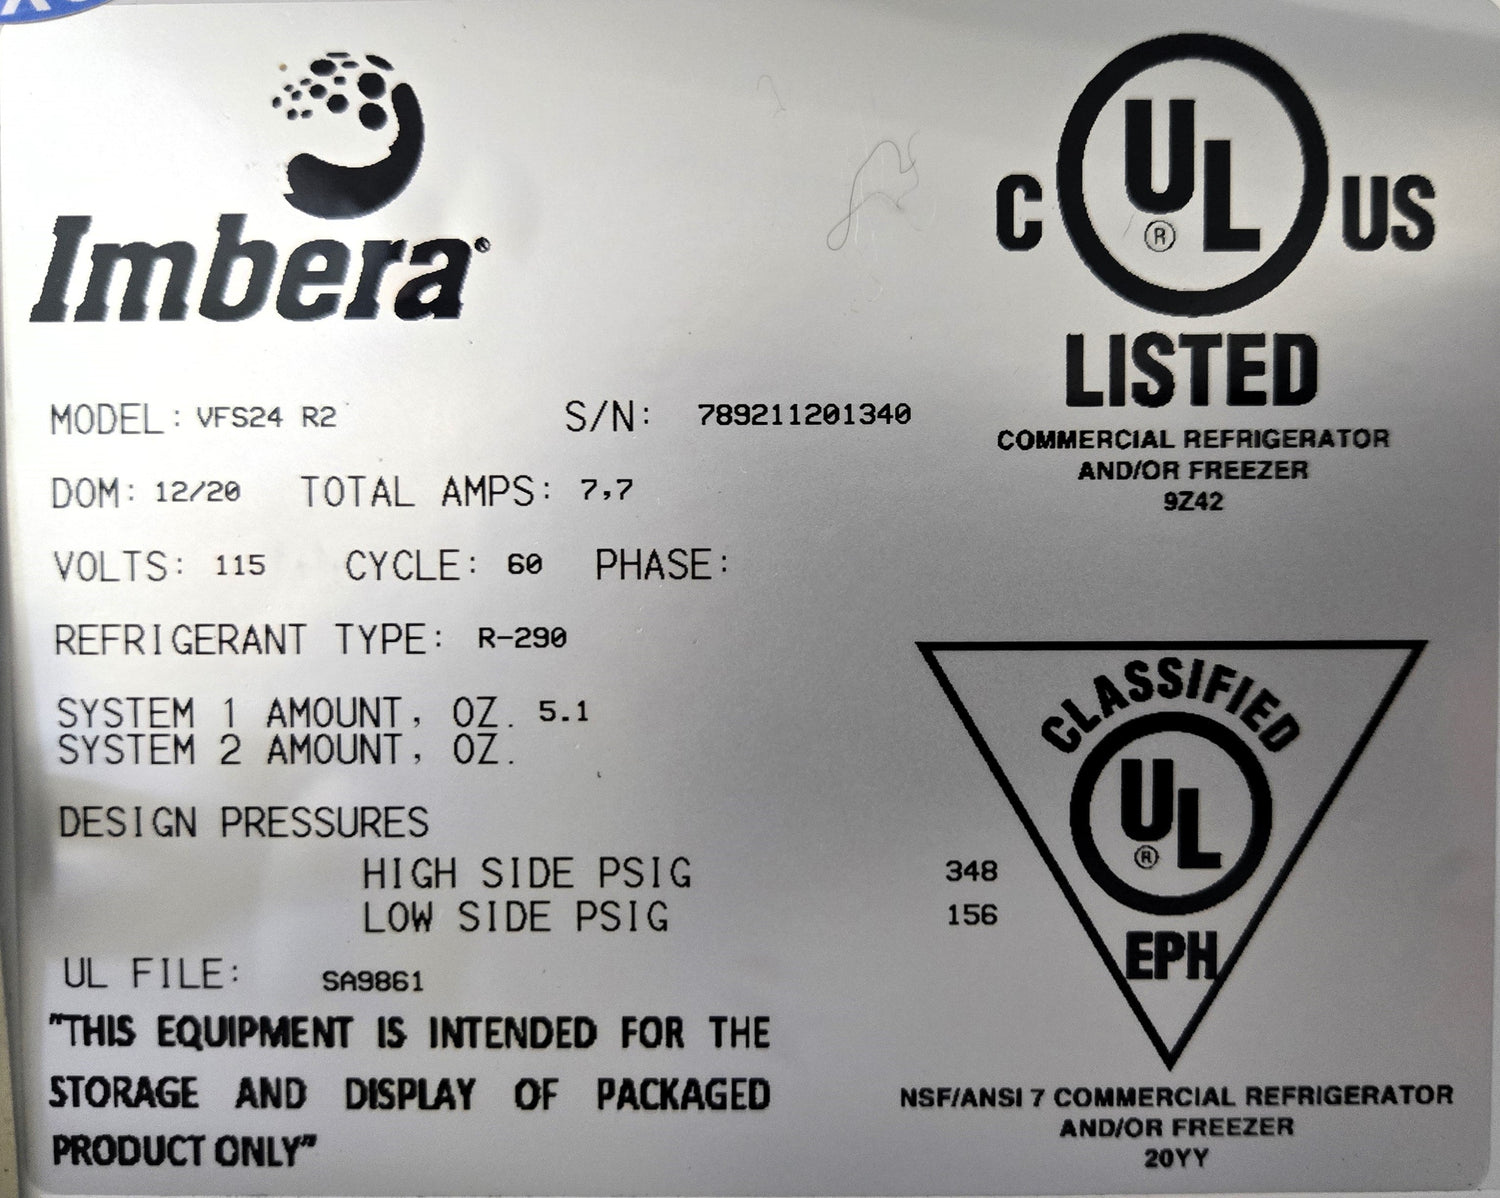 Imbera®
C UL® US
LISTED
COMMERCIAL REFRIGERATOR
AND/OR FREEZER
9Z42
MODEL: VFS24 R2 S/N: 789211201340
DOM: 12/20 TOTAL AMPS: 7,7
VOLTS: 115 CYCLE: 60 PHASE:
REFRIGERANT TYPE: R-290
SYSTEM 1 AMOUNT, OZ. 5.1
SYSTEM 2 AMOUNT, OZ.
DESIGN PRESSURES
HIGH SIDE PSIG 348
LOW SIDE PSIG 156
UL FILE: SA9861
"THIS EQUIPMENT IS INTENDED FOR THE
STORAGE AND DISPLAY OF PACKAGED
PRODUCT ONLY"
CLASSIFIED
UL®
EPH
NSF/ANSI 7 COMMERCIAL REFRIGERATOR
AND/OR FREEZER
20YY